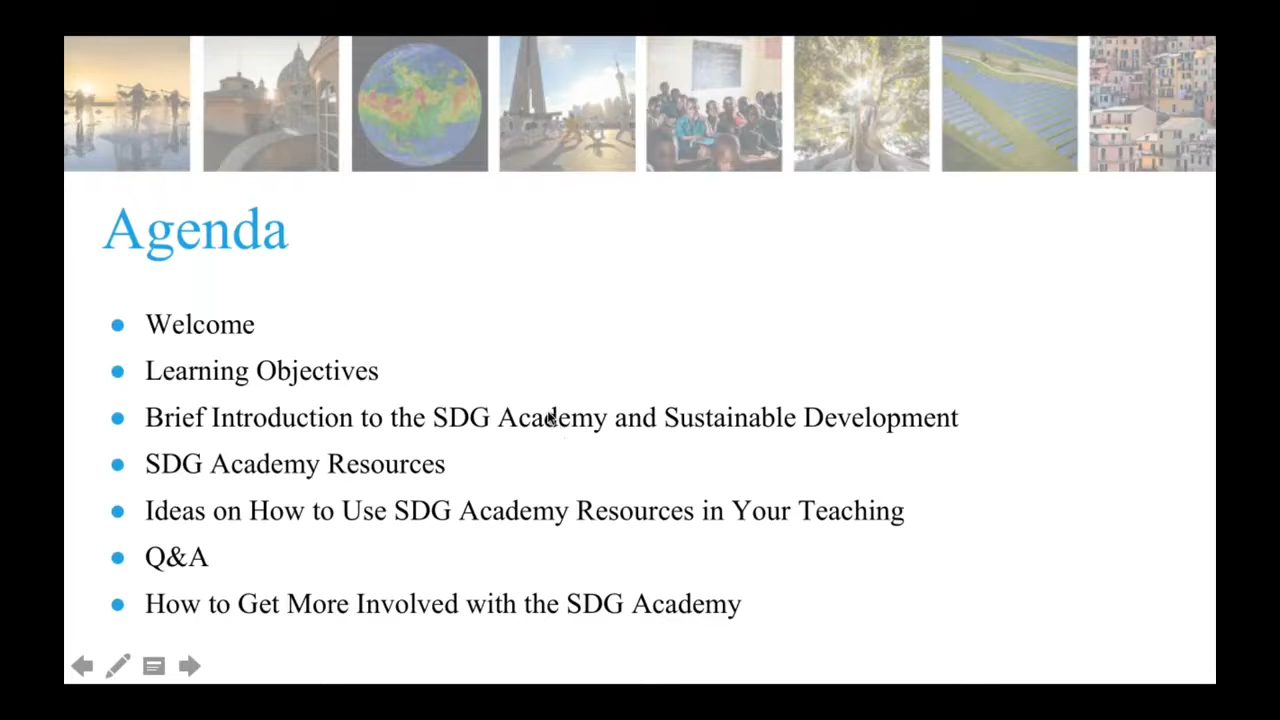 Agenda
Welcome
Learning Objectives
Brief Introduction to the SDG Academy and Sustainable Development
SDG Academy Resources
Ideas on How to Use SDG Academy Resources in Your Teaching
Q&A
How to Get More Involved with the SDG Academy